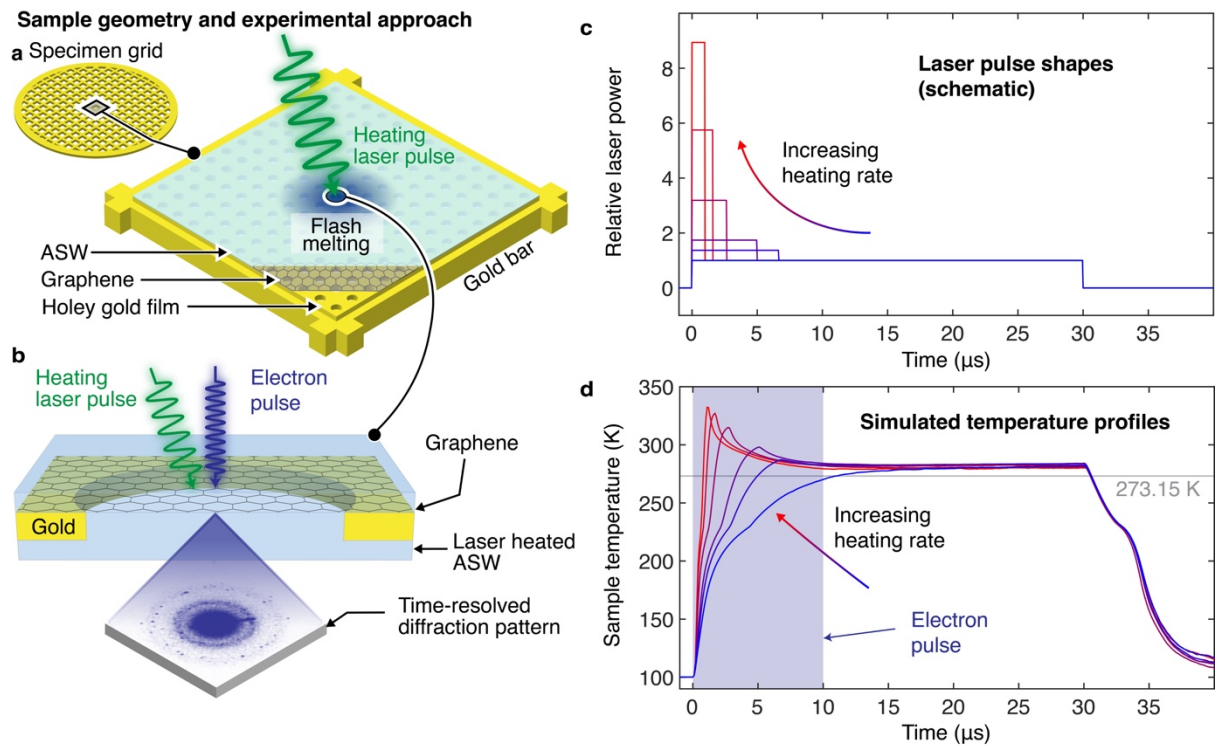 Sample geometry and experimental approach
a Specimen grid
Heating
laser pulse
Flash
melting
ASW
Graphene
Holey gold film
Gold bar
b
Heating
laser pulse
Electron
pulse
Graphene
Gold
Laser heated
ASW
Time-resolved
diffraction pattern
c
Laser pulse shapes
(schematic)
Increasing
heating rate
Relative laser power
8
6
4
2
0
0 5 10 15 20 25 30 35
Time (µs)
d
Simulated temperature profiles
273.15 K
Increasing
heating rate
Electron
pulse
Sample temperature (K)
350
300
250
200
150
100
0 5 10 15 20 25 30 35
Time (µs)